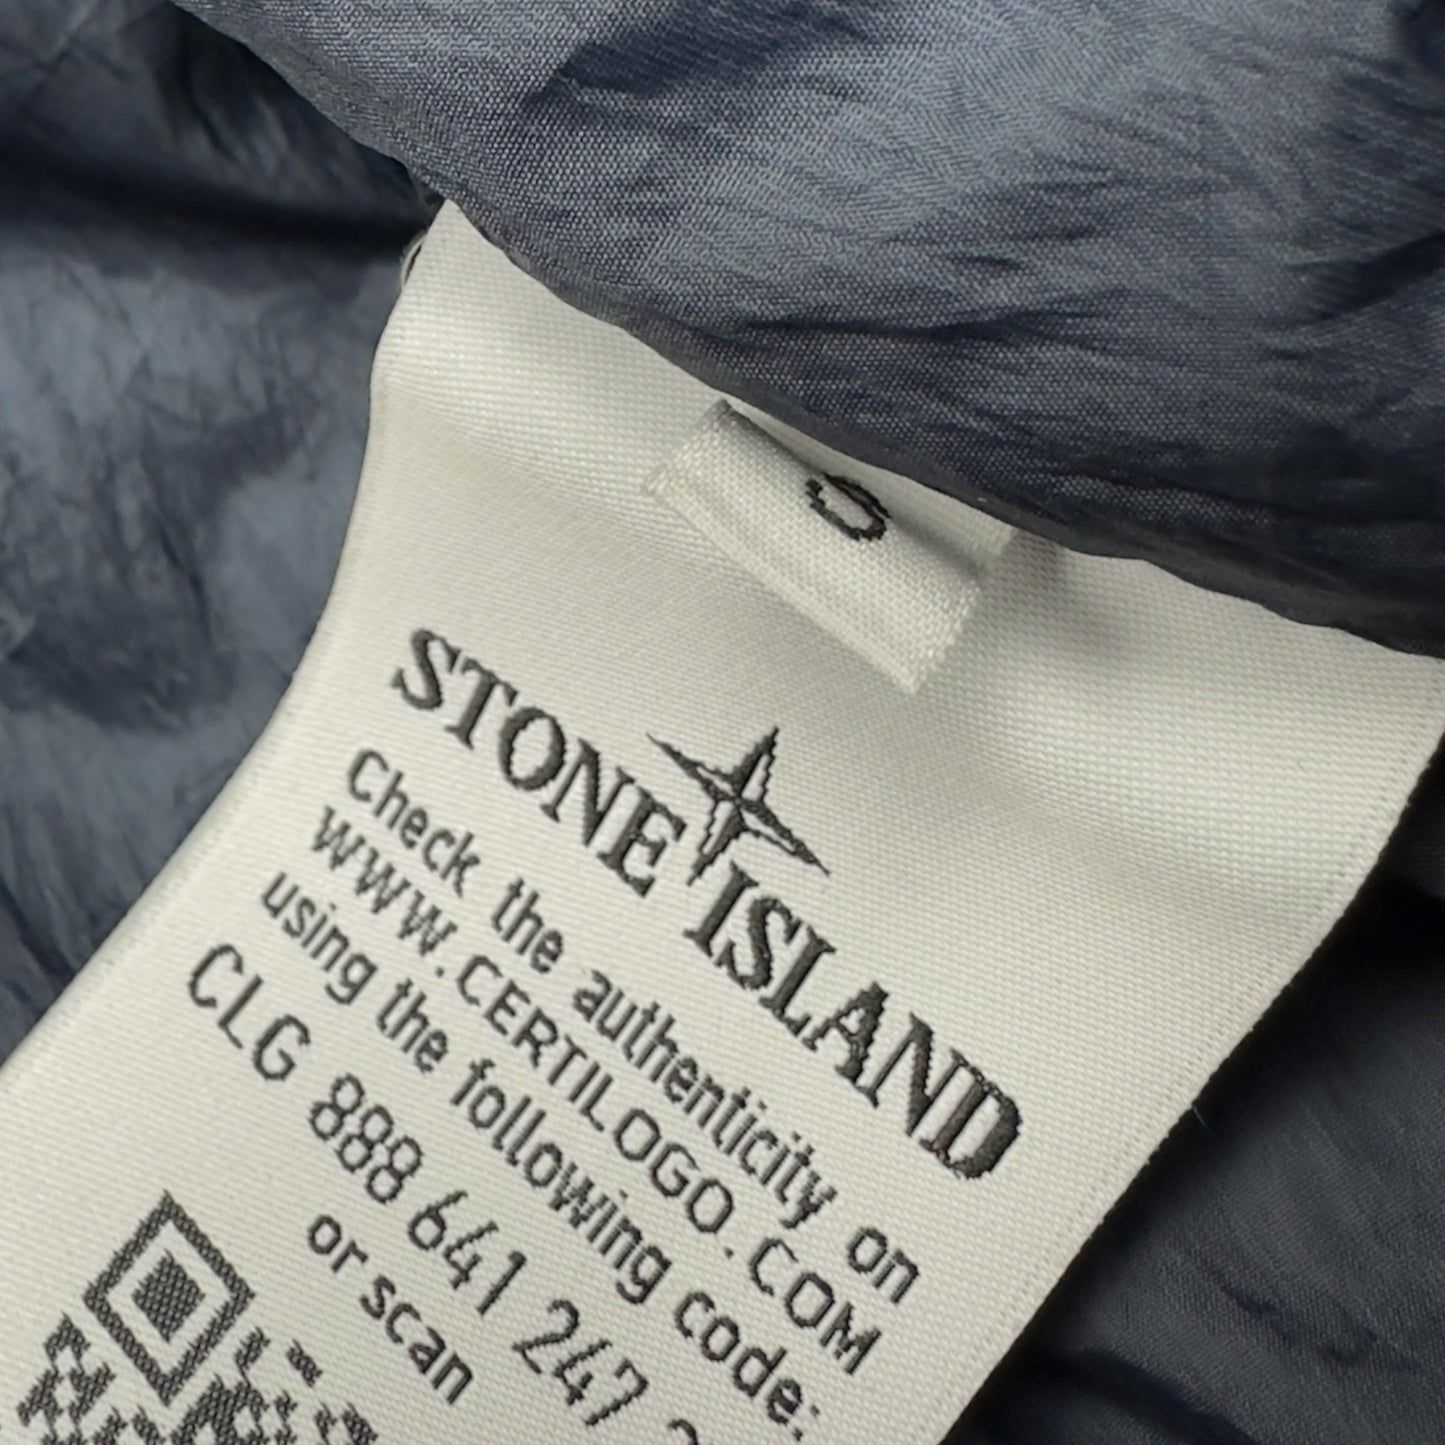 S
STONE ISLAND
Check the authenticity on
WWW.CERTILOGO.COM
using the following code:
CLG 888 641 247
or scan